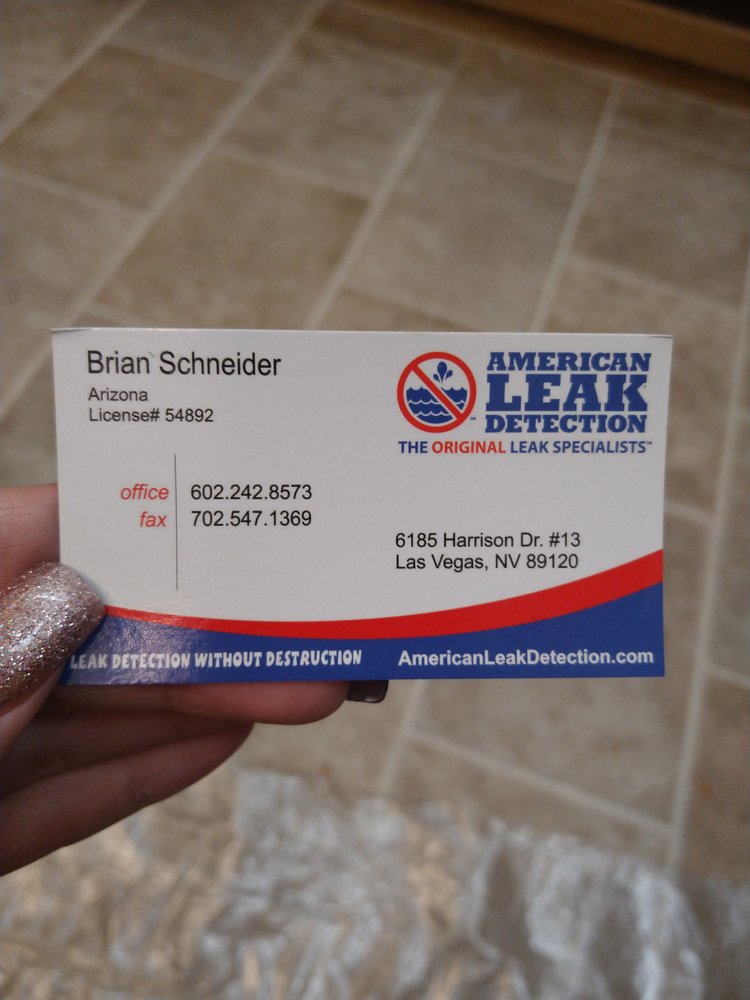 Brian Schneider
Arizona
License# 54892
AMERICAN
LEAK
DETECTION™
THE ORIGINAL LEAK SPECIALISTS™
office 602.242.8573
fax 702.547.1369
6185 Harrison Dr. #13
Las Vegas, NV 89120
LEAK DETECTION WITHOUT DESTRUCTION
AmericanLeakDetection.com